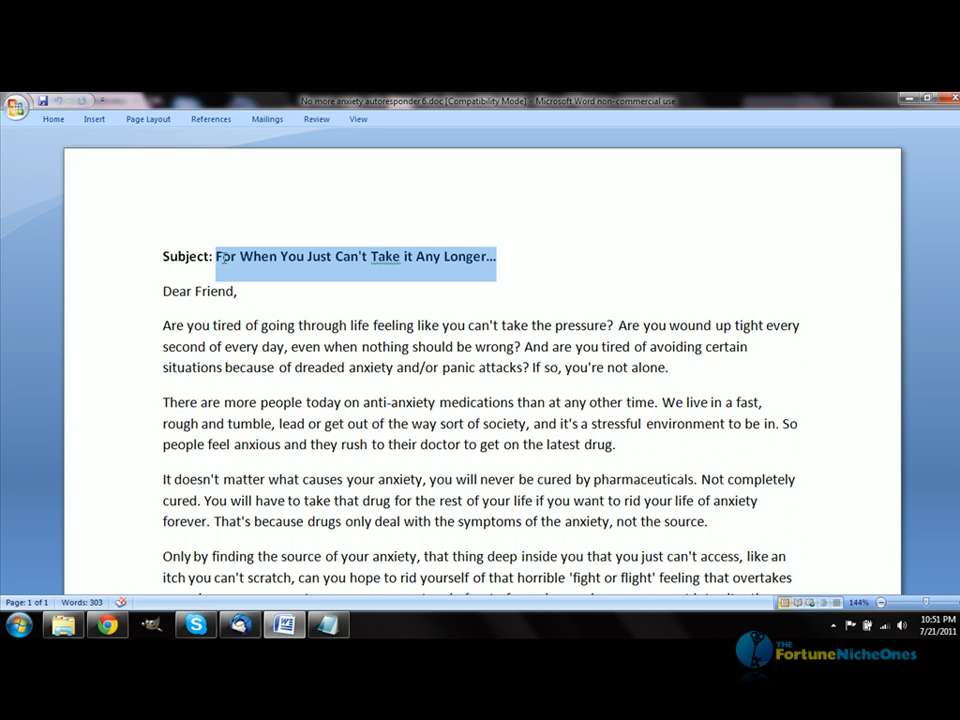 No more anxiety autoresponder 6.doc [Compatibility Mode] - Microsoft Word non-commercial use
Home Insert Page Layout References Mailings Review View
Subject: For When You Just Can't Take it Any Longer...
Dear Friend,
Are you tired of going through life feeling like you can't take the pressure? Are you wound up tight every
second of every day, even when nothing should be wrong? And are you tired of avoiding certain
situations because of dreaded anxiety and/or panic attacks? If so, you're not alone.
There are more people today on anti-anxiety medications than at any other time. We live in a fast,
rough and tumble, lead or get out of the way sort of society, and it's a stressful environment to be in. So
people feel anxious and they rush to their doctor to get on the latest drug.
It doesn't matter what causes your anxiety, you will never be cured by pharmaceuticals. Not completely
cured. You will have to take that drug for the rest of your life if you want to rid your life of anxiety
forever. That's because drugs only deal with the symptoms of the anxiety, not the source.
Only by finding the source of your anxiety, that thing deep inside you that you just can't access, like an
itch you can't scratch, can you hope to rid yourself of that horrible 'fight or flight' feeling that overtakes
Page: 1 of 1 Words: 303 144%
10:51 PM
7/21/2011
THE
FortuneNicheOnes